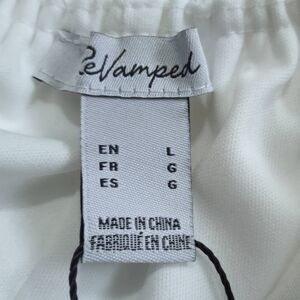 ReVamped
EN L
FR G
ES G
MADE IN CHINA
FABRIQUÉ EN CHINE